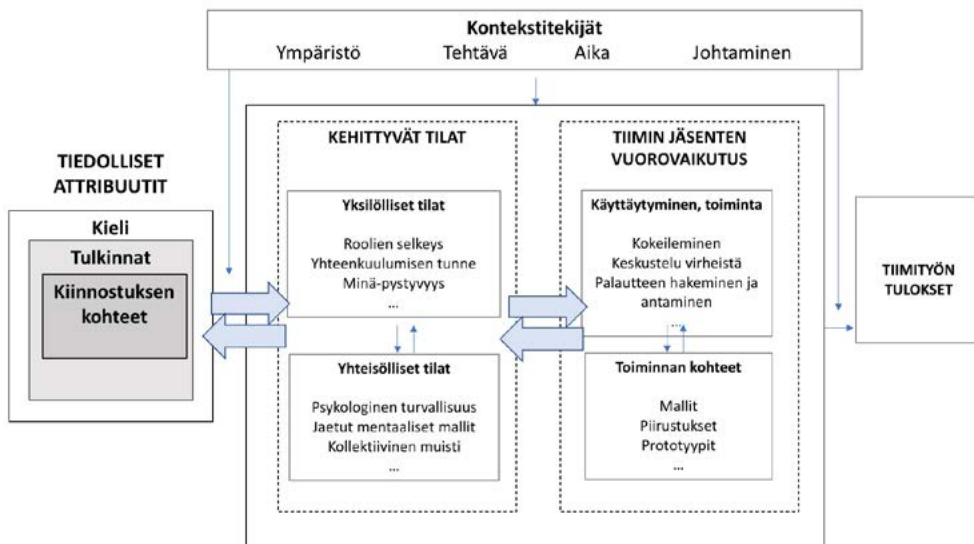 Kontekstitekijät
Ympäristö Tehtävä Aika Johtaminen
TIEDOLLISET
ATTRIBUUTIT
Kieli
Tulkinnat
Kiinnostuksen
kohteet
KEHITTYVÄT TILAT
Yksilölliset tilat
Roolien selkeys
Yhteenkuulumisen tunne
Minä-pystyvyys
...
Yhteisölliset tilat
Psykologinen turvallisuus
Jaetut mentaaliset mallit
Kollektiivinen muisti
...
TIIMIN JÄSENTEN
VUOROVAIKUTUS
Käyttäytyminen, toiminta
Kokeileminen
Keskustelu virheistä
Palautteen hakeminen ja
antaminen
...
Toiminnan kohteet
Mallit
Piirustukset
Prototyypit
...
TIIMITYÖN
TULOKSET